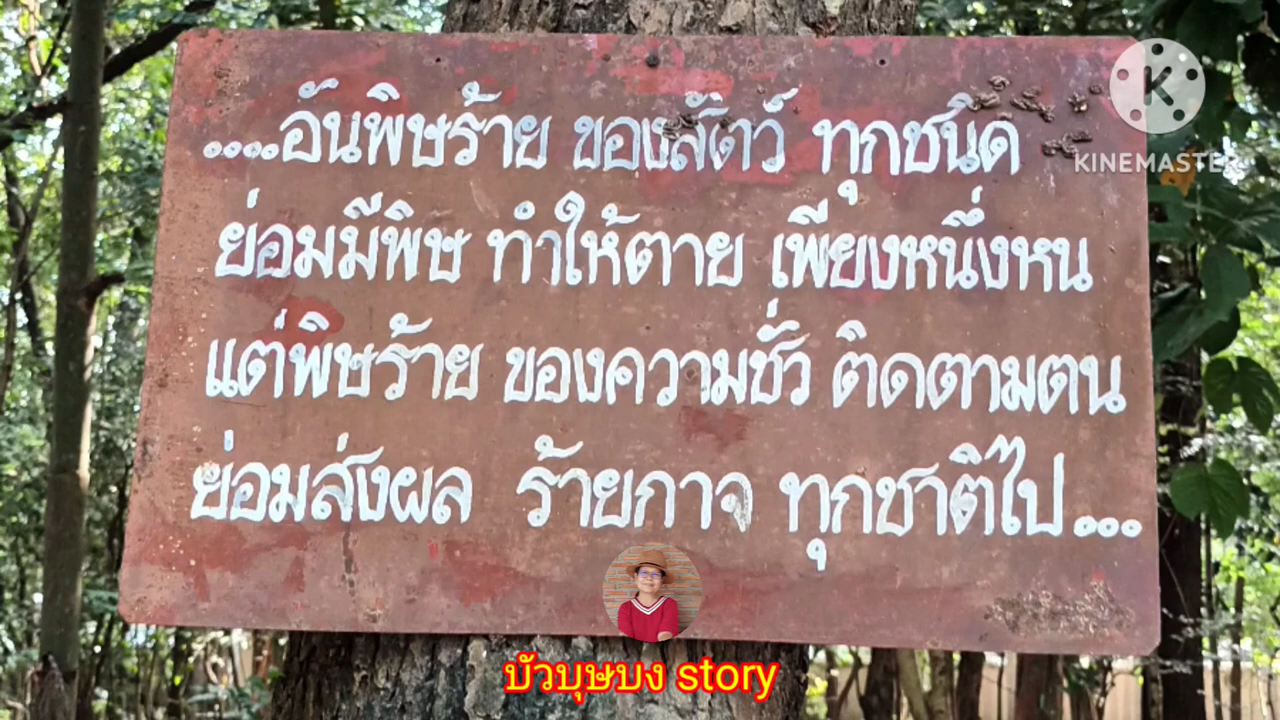 ....อันพิษร้าย ของสัตว์ ทุกชนิด
ย่อมมีพิษ ทำให้ตาย เพียงหนึ่งหน
แต่พิษร้าย ของความชั่ว ติดตามตน
ย่อมส่งผล ร้ายกาจ ทุกชาติไป...
K
KINEMASTER
บัวบุษบง story